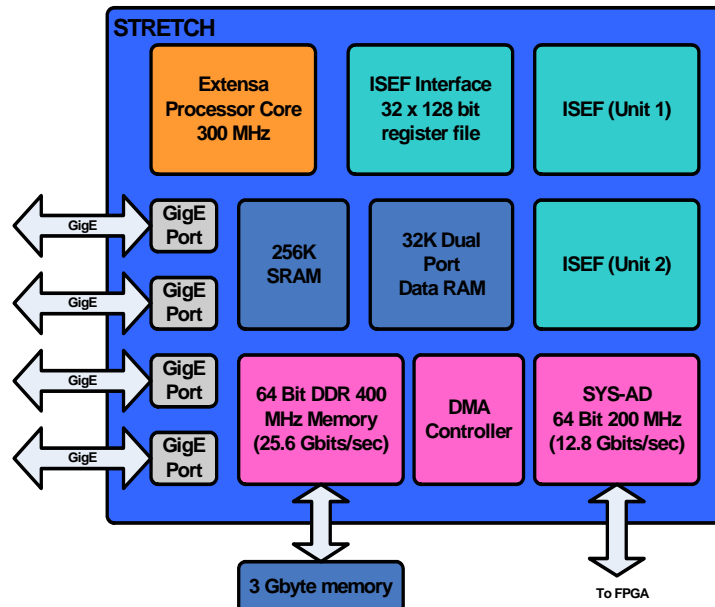 STRETCH
Extensa
Processor Core
300 MHz
ISEF Interface
32 x 128 bit
register file
ISEF (Unit 1)
GigE
GigE
Port
256K
SRAM
32K Dual
Port
Data RAM
ISEF (Unit 2)
GigE
GigE
Port
GigE
GigE
Port
64 Bit DDR 400
MHz Memory
(25.6 Gbits/sec)
DMA
Controller
SYS-AD
64 Bit 200 MHz
(12.8 Gbits/sec)
GigE
GigE
Port
3 Gbyte memory
To FPGA